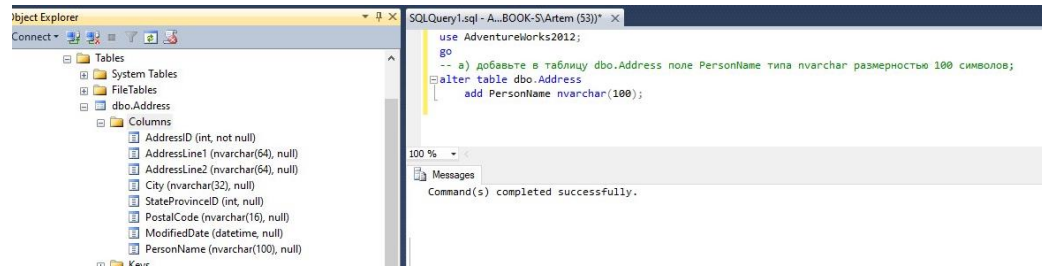 Object Explorer
Connect
Tables
System Tables
FileTables
dbo.Address
Columns
AddressID (int, not null)
AddressLine1 (nvarchar(64), null)
AddressLine2 (nvarchar(64), null)
City (nvarchar(32), null)
StateProvinceID (int, null)
PostalCode (nvarchar(16), null)
ModifiedDate (datetime, null)
PersonName (nvarchar(100), null)
Keys
SQLQuery1.sql - A...BOOK-S\Artem (53))*
use AdventureWorks2012;
go
-- а) добавьте в таблицу dbo.Address поле PersonName типа nvarchar размерностью 100 символов;
alter table dbo.Address
add PersonName nvarchar(100);
100 %
Messages
Command(s) completed successfully.